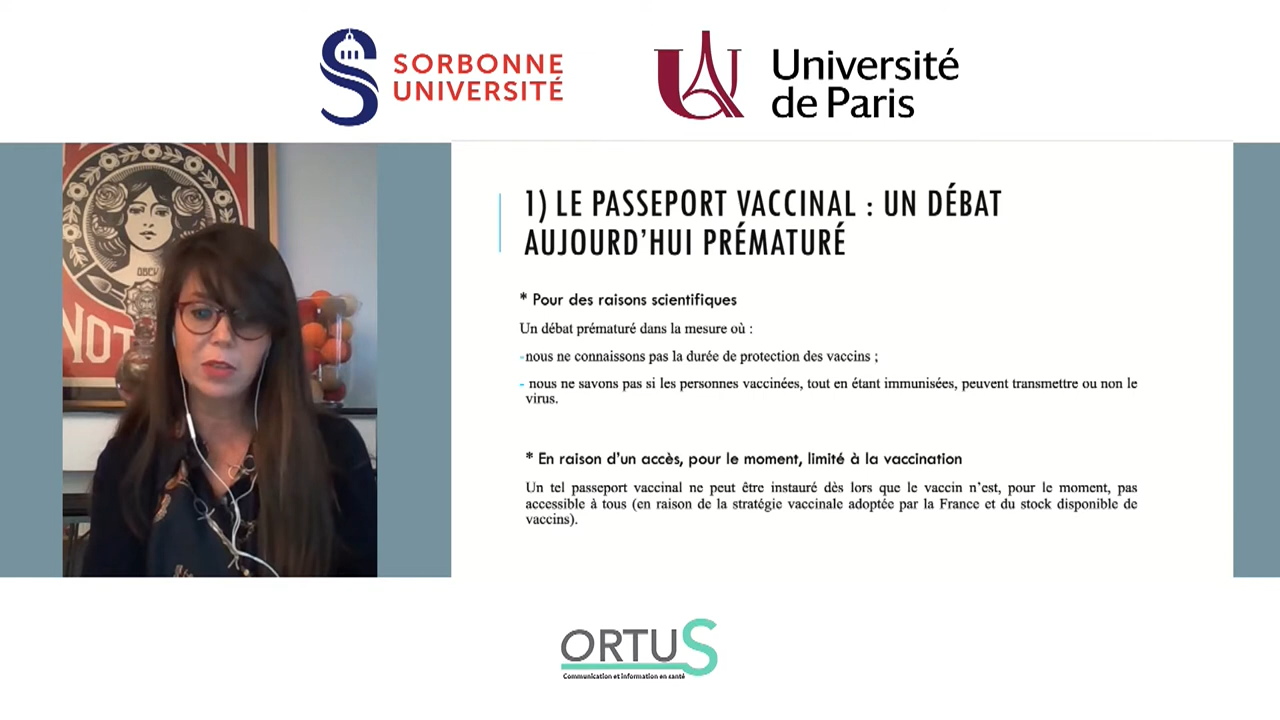 SORBONNE
UNIVERSITÉ
Université
de Paris
OBEY
NOT
1) LE PASSEPORT VACCINAL : UN DÉBAT
AUJOURD'HUI PRÉMATURÉ
* Pour des raisons scientifiques
Un débat prématuré dans la mesure où :
-nous ne connaissons pas la durée de protection des vaccins ;
- nous ne savons pas si les personnes vaccinées, tout en étant immunisées, peuvent transmettre ou non le
virus.
* En raison d'un accès, pour le moment, limité à la vaccination
Un tel passeport vaccinal ne peut être instauré dès lors que le vaccin n'est, pour le moment, pas
accessible à tous (en raison de la stratégie vaccinale adoptée par la France et du stock disponible de
vaccins).
ORTUS
Communication et information en santé